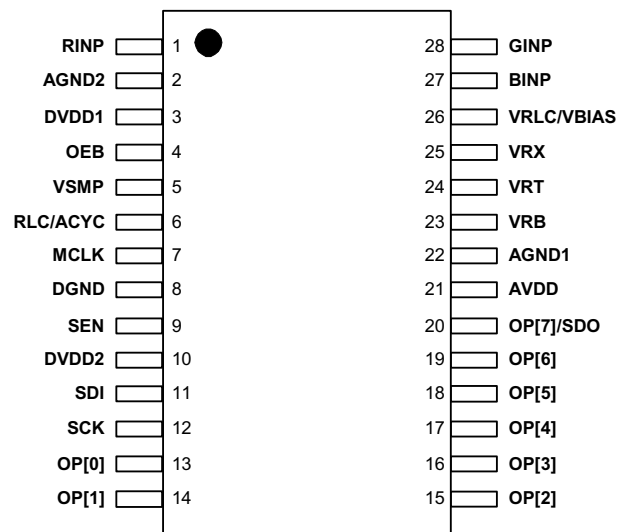 RINP 1 28 GINP
AGND2 2 27 BINP
DVDD1 3 26 VRLC/VBIAS
OEB 4 25 VRX
VSMP 5 24 VRT
RLC/ACYC 6 23 VRB
MCLK 7 22 AGND1
DGND 8 21 AVDD
SEN 9 20 OP[7]/SDO
DVDD2 10 19 OP[6]
SDI 11 18 OP[5]
SCK 12 17 OP[4]
OP[0] 13 16 OP[3]
OP[1] 14 15 OP[2]